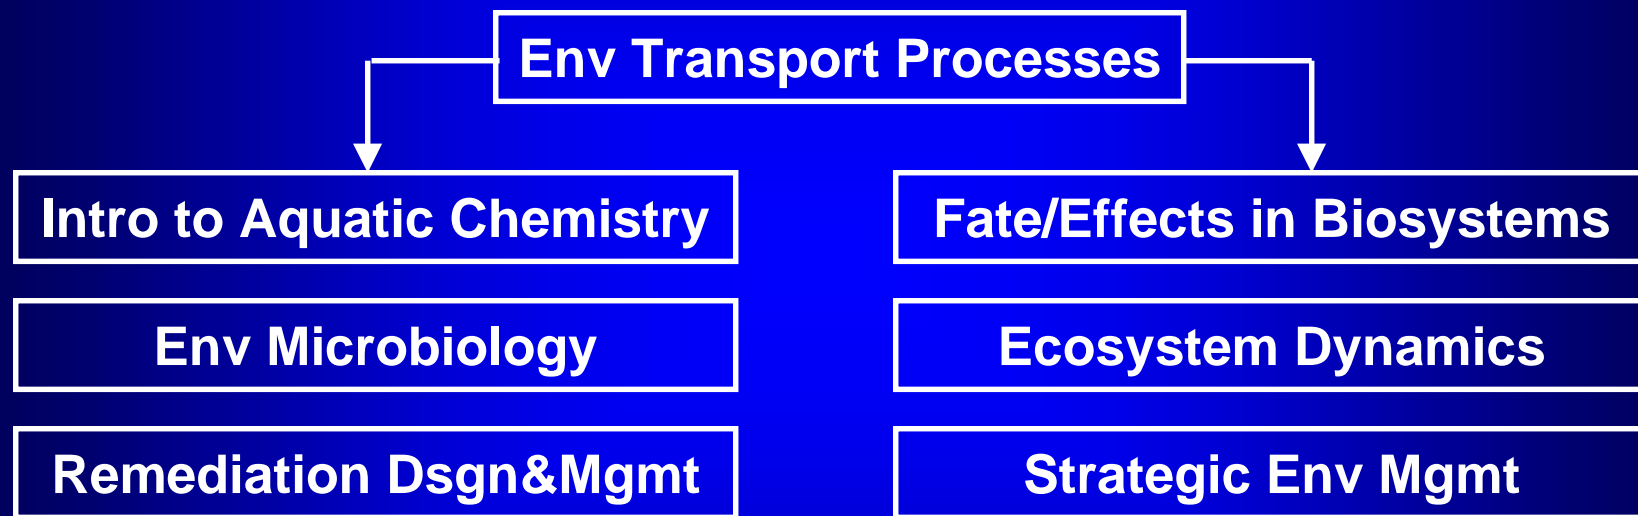 Env Transport Processes
Intro to Aquatic Chemistry
Fate/Effects in Biosystems
Env Microbiology
Ecosystem Dynamics
Remediation Dsgn&Mgmt
Strategic Env Mgmt